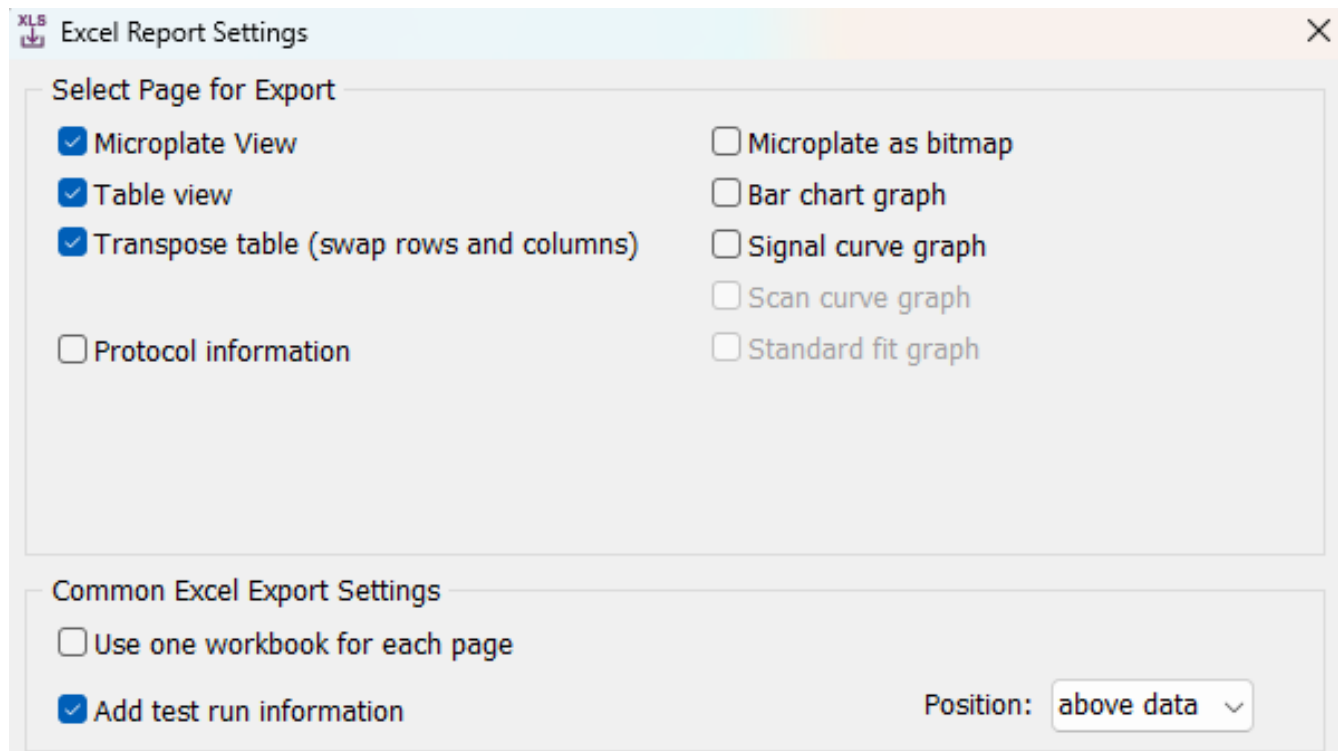 XLS
Excel Report Settings
Select Page for Export
Microplate View
Microplate as bitmap
Table view
Bar chart graph
Transpose table (swap rows and columns)
Signal curve graph
Scan curve graph
Protocol information
Standard fit graph
Common Excel Export Settings
Use one workbook for each page
Add test run information
Position: above data